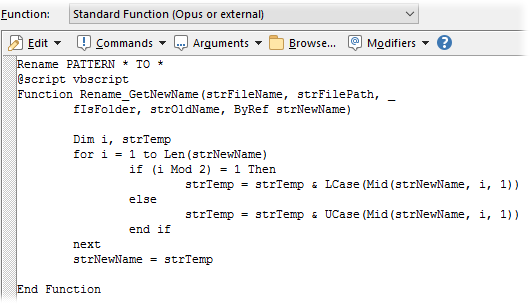 Function: Standard Function (Opus or external)
Edit Commands Arguments Browse... Modifiers
Rename PATTERN * TO *
@script vbscript
Function Rename_GetNewName(strFileName, strFilePath, _
        fIsFolder, strOldName, ByRef strNewName)

        Dim i, strTemp
        for i = 1 to Len(strNewName)
                if (i Mod 2) = 1 Then
                        strTemp = strTemp & LCase(Mid(strNewName, i, 1))
                else
                        strTemp = strTemp & UCase(Mid(strNewName, i, 1))
                end if
        next
        strNewName = strTemp

End Function